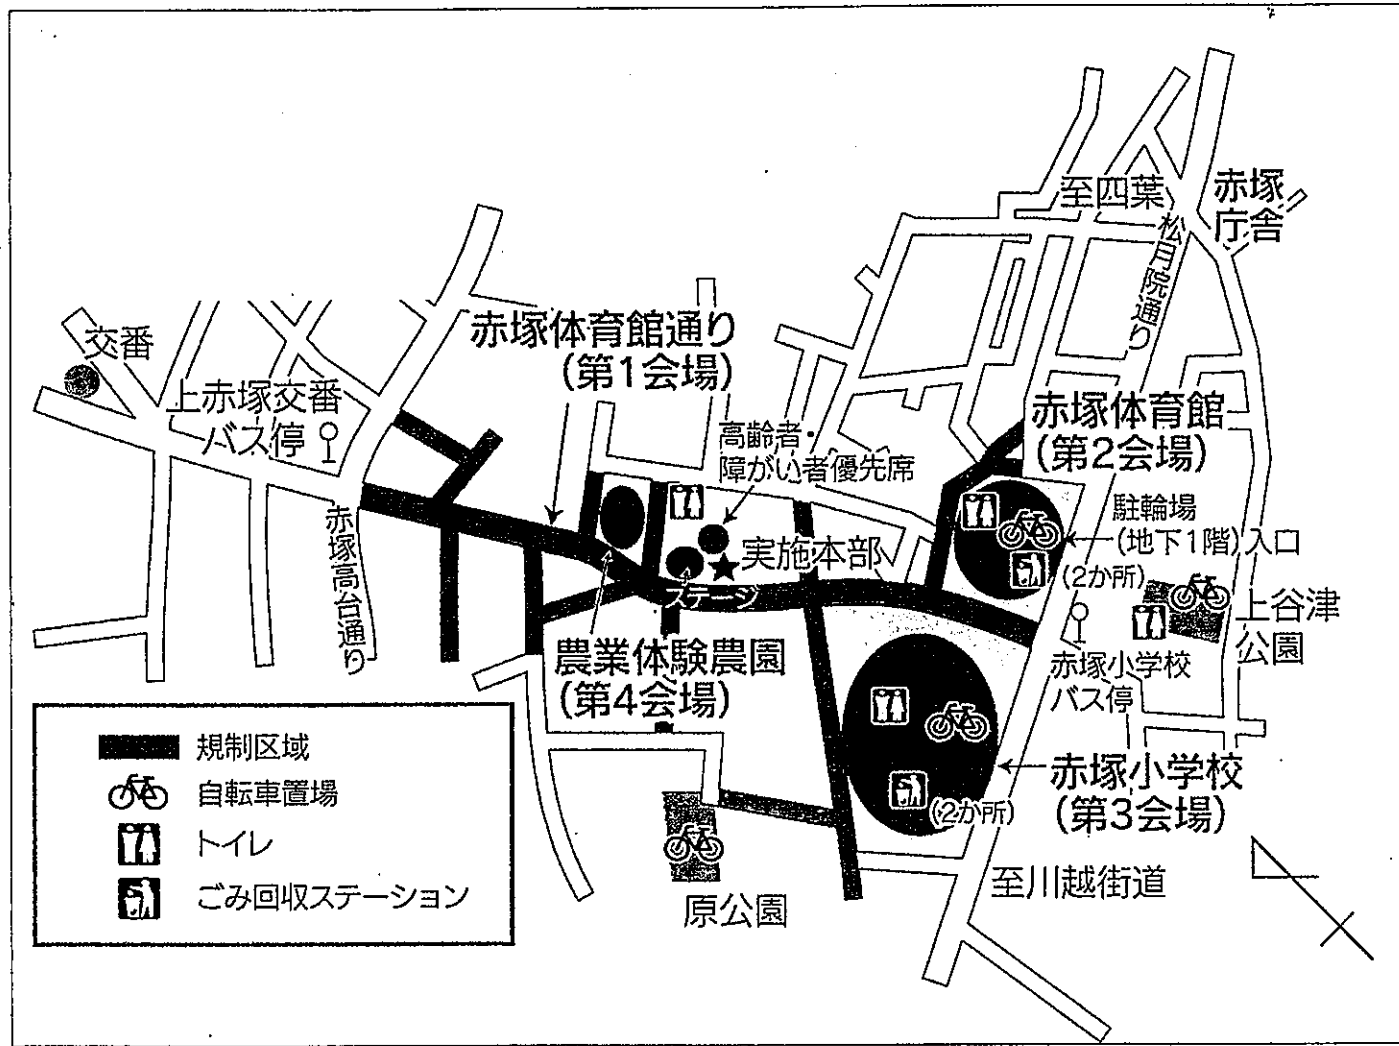 至四葉
赤塚
庁舎
松月院通り
交番
上赤塚交番
バス停
赤塚体育館通り
(第1会場)
高齢者・
障がい者優先席
赤塚体育館
(第2会場)
駐輪場
(地下1階)入口
(2か所)
実施本部
ステージ
赤塚高台通り
上谷津
公園
赤塚小学校
バス停
農業体験農園
(第4会場)
赤塚小学校
(第3会場)
(2か所)
至川越街道
原公園
規制区域
自転車置場
トイレ
ごみ回収ステーション